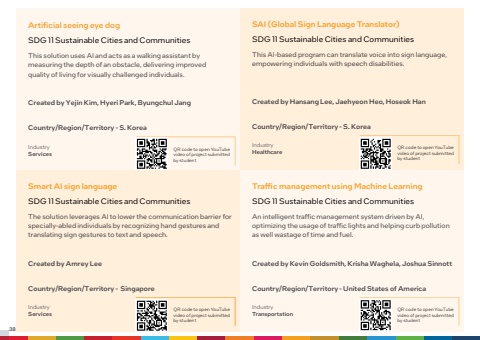 Artificial seeing eye dog
SDG 11 Sustainable Cities and Communities
This solution uses AI and acts as a walking assistant by
measuring the depth of an obstacle, delivering improved
quality of living for visually challenged individuals.
Created by Yejin Kim, Hyeri Park, Byungchul Jang
Country/Region/Territory - S. Korea
Industry
Services
QR code to open YouTube
video of project submitted
by student
SAI (Global Sign Language Translator)
SDG 11 Sustainable Cities and Communities
This AI-based program can translate voice into sign language,
empowering individuals with speech disabilities.
Created by Hansang Lee, Jaehyeon Heo, Hoseok Han
Country/Region/Territory - S. Korea
Industry
Healthcare
QR code to open YouTube
video of project submitted
by student
Smart AI sign language
SDG 11 Sustainable Cities and Communities
The solution leverages AI to lower the communication barrier for
specially-abled individuals by recognizing hand gestures and
translating sign gestures to text and speech.
Created by Amrey Lee
Country/Region/Territory - Singapore
Industry
Services
QR code to open YouTube
video of project submitted
by student
Traffic management using Machine Learning
SDG 11 Sustainable Cities and Communities
An intelligent traffic management system driven by AI,
optimizing the usage of traffic lights and helping curb pollution
as well wastage of time and fuel.
Created by Kevin Goldsmith, Krisha Waghela, Joshua Sinnott
Country/Region/Territory - United States of America
Industry
Transportation
QR code to open YouTube
video of project submitted
by student
38